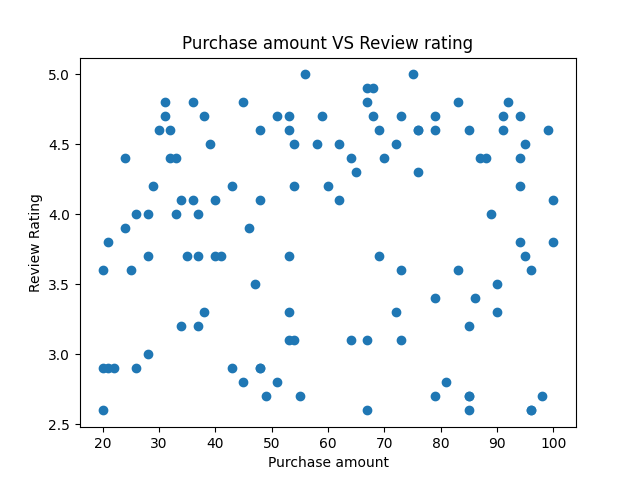 Purchase amount VS Review rating
5.0
4.5
4.0
3.5
3.0
2.5
Review Rating
20 30 40 50 60 70 80 90 100
Purchase amount